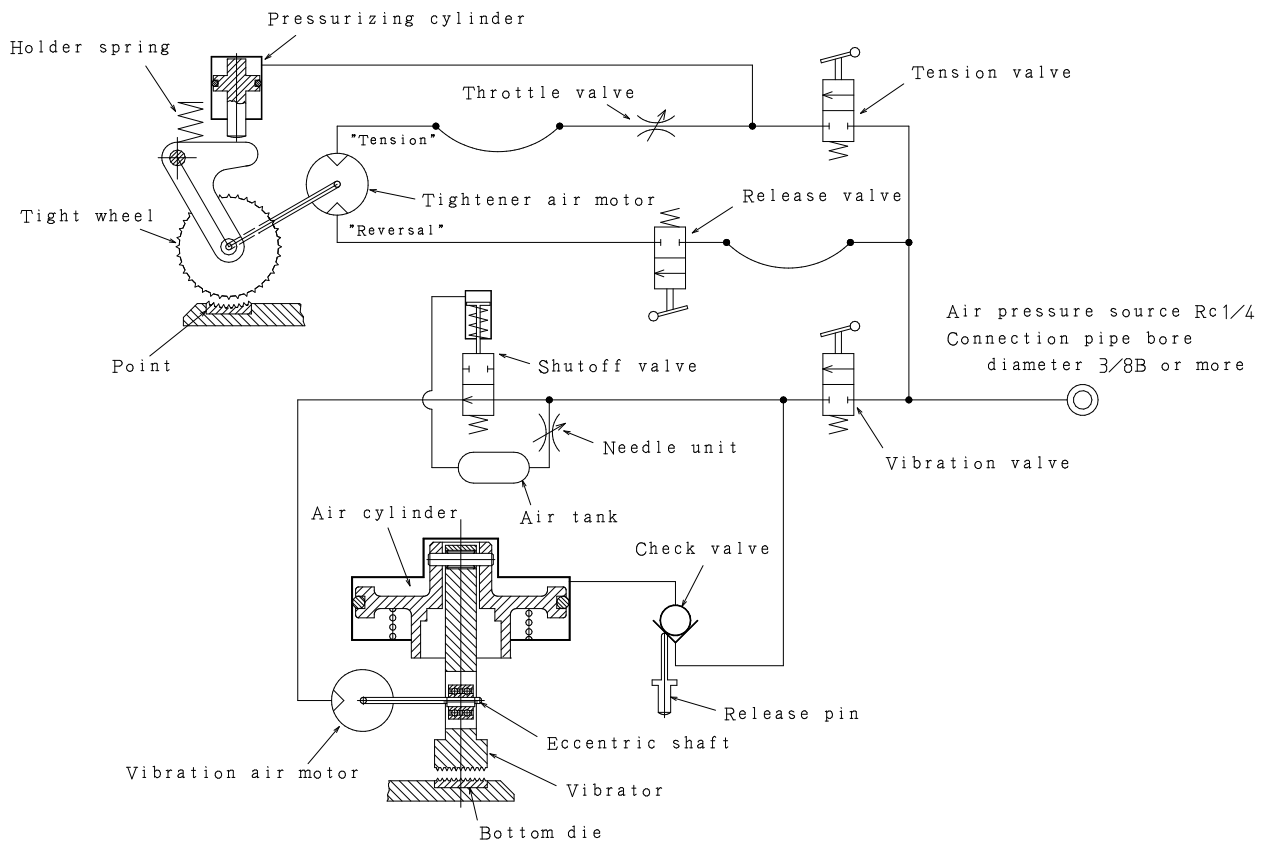 Pressurizing cylinder
Holder spring
Tension valve
Throttle valve
"Tension"
Release valve
Tightener air motor
Tight wheel
"Reversal"
Air pressure source Rc1/4
Connection pipe bore
diameter 3/8B or more
Point
Shutoff valve
Needle unit
Vibration valve
Air cylinder
Air tank
Check valve
Release pin
Eccentric shaft
Vibration air motor
Vibrator
Bottom die